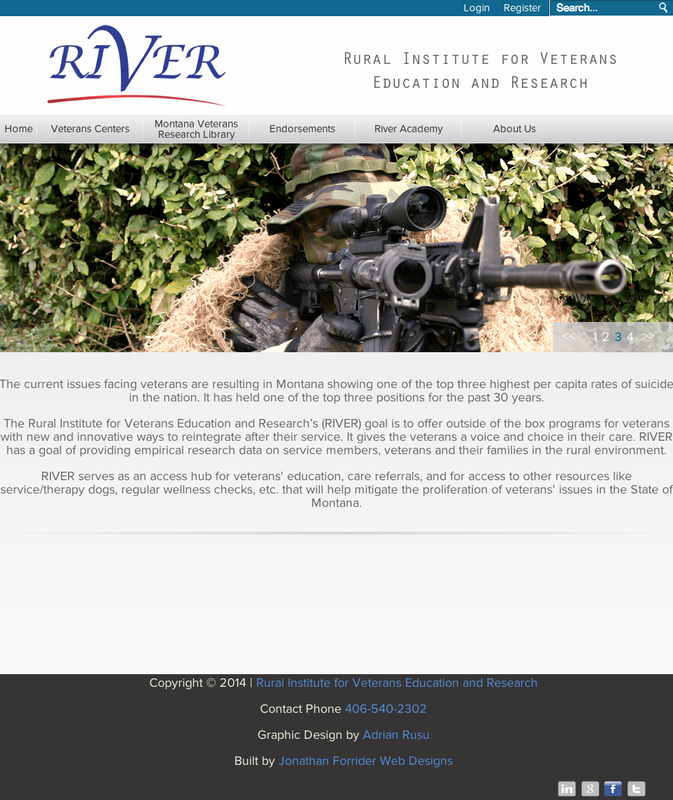 Login Register Search...
RIVER
Rural Institute for Veterans
Education and Research
Home Veterans Centers Montana Veterans Research Library Endorsements River Academy About Us
<< 1 2 3 4 >>
The current issues facing veterans are resulting in Montana showing one of the top three highest per capita rates of suicide
in the nation. It has held one of the top three positions for the past 30 years.
The Rural Institute for Veterans Education and Research's (RIVER) goal is to offer outside of the box programs for veterans
with new and innovative ways to reintegrate after their service. It gives the veterans a voice and choice in their care. RIVER
has a goal of providing empirical research data on service members, veterans and their families in the rural environment.
RIVER serves as an access hub for veterans' education, care referrals, and for access to other resources like
service/therapy dogs, regular wellness checks, etc. that will help mitigate the proliferation of veterans' issues in the State of
Montana.
Copyright © 2014 | Rural Institute for Veterans Education and Research
Contact Phone 406-540-2302
Graphic Design by Adrian Rusu
Built by Jonathan Forrider Web Designs
in g f t